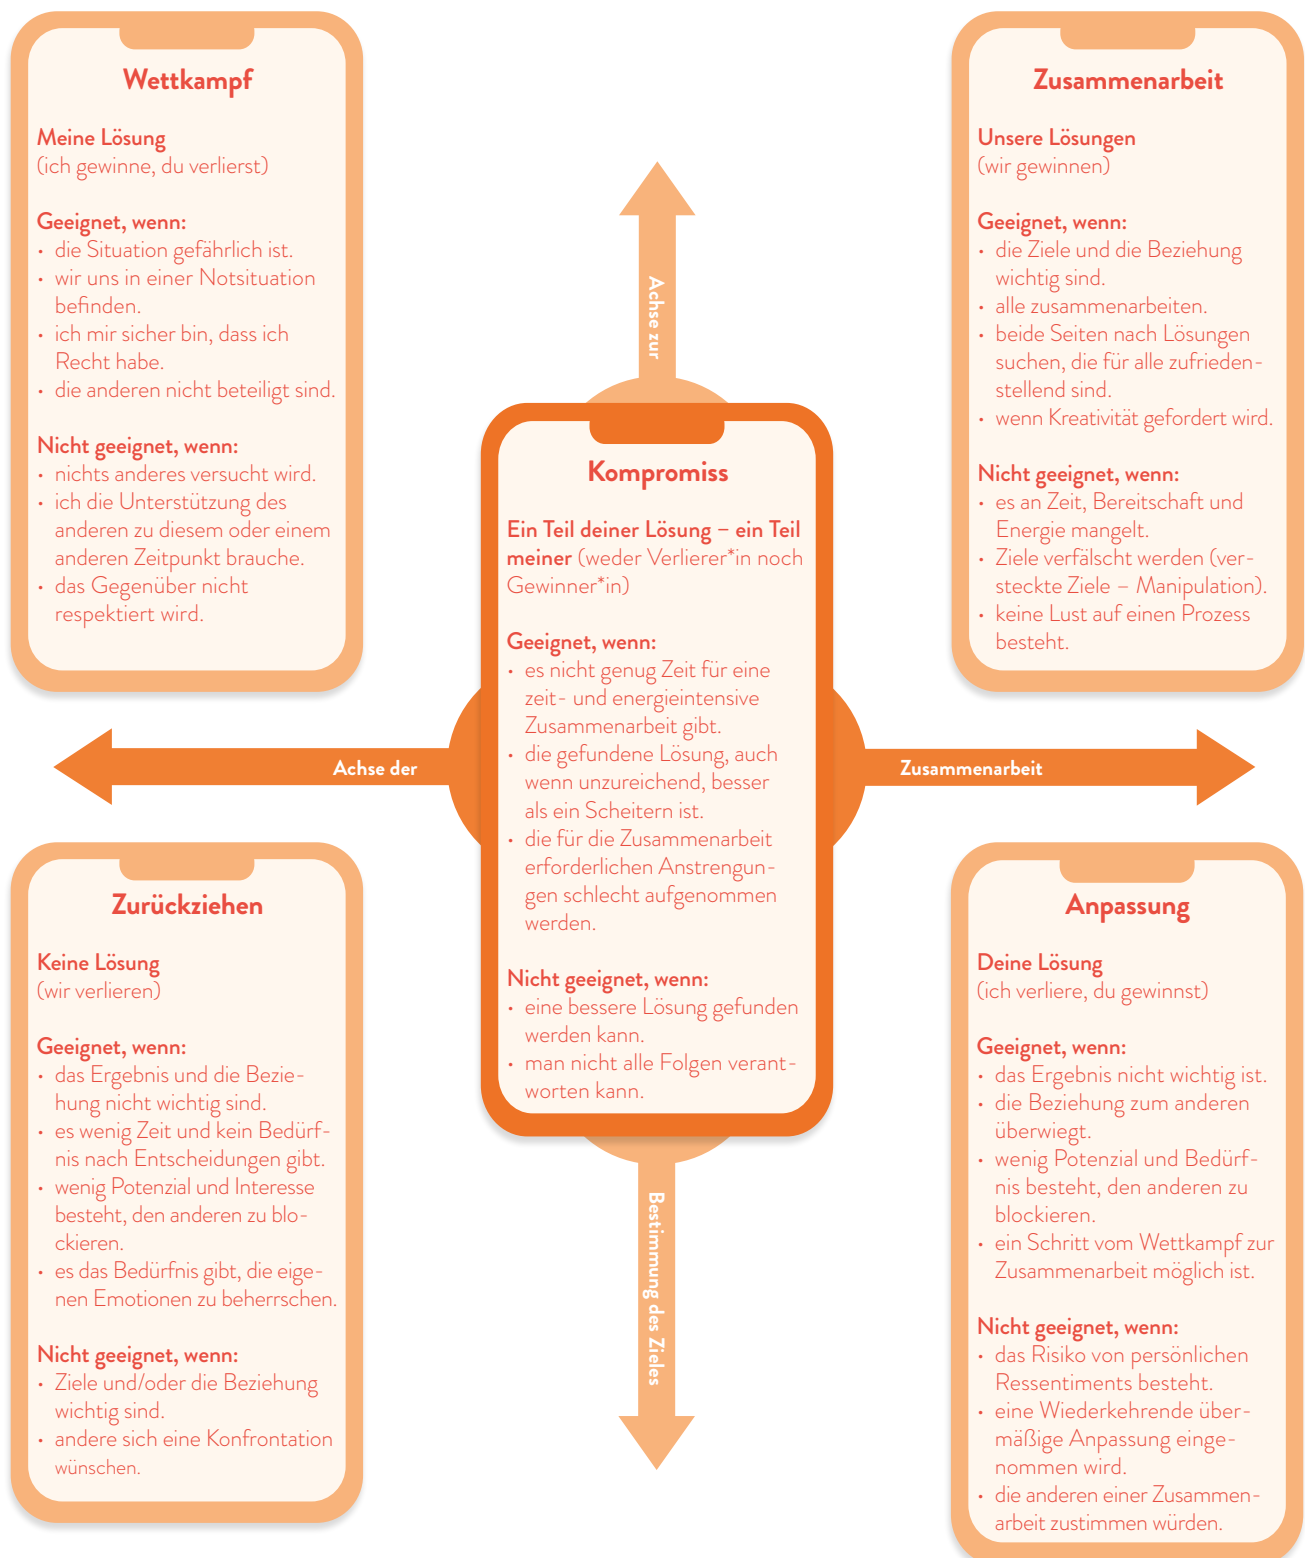 Wettkampf
Meine Lösung
(ich gewinne, du verlierst)
Geeignet, wenn:
• die Situation gefährlich ist.
• wir uns in einer Notsituation
befinden.
• ich mir sicher bin, dass ich
Recht habe.
• die anderen nicht beteiligt sind.
Nicht geeignet, wenn:
• nichts anderes versucht wird.
• ich die Unterstützung des
anderen zu diesem oder einem
anderen Zeitpunkt brauche.
• das Gegenüber nicht
respektiert wird.
Zusammenarbeit
Unsere Lösungen
(wir gewinnen)
Geeignet, wenn:
• die Ziele und die Beziehung
wichtig sind.
• alle zusammenarbeiten.
• beide Seiten nach Lösungen
suchen, die für alle zufrieden-
stellend sind.
• wenn Kreativität gefordert wird.
Nicht geeignet, wenn:
• es an Zeit, Bereitschaft und
Energie mangelt.
• Ziele verfälscht werden (ver-
steckte Ziele – Manipulation).
• keine Lust auf einen Prozess
besteht.
Achse zur
Kompromiss
Ein Teil deiner Lösung – ein Teil
meiner (weder Verlierer*in noch
Gewinner*in)
Geeignet, wenn:
• es nicht genug Zeit für eine
zeit- und energieintensive
Zusammenarbeit gibt.
• die gefundene Lösung, auch
wenn unzureichend, besser
als ein Scheitern ist.
• die für die Zusammenarbeit
erforderlichen Anstrengun-
gen schlecht aufgenommen
werden.
Nicht geeignet, wenn:
• eine bessere Lösung gefunden
werden kann.
• man nicht alle Folgen verant-
worten kann.
Achse der
Zusammenarbeit
Bestimmung des Zieles
Zurückziehen
Keine Lösung
(wir verlieren)
Geeignet, wenn:
• das Ergebnis und die Bezie-
hung nicht wichtig sind.
• es wenig Zeit und kein Bedürf-
nis nach Entscheidungen gibt.
• wenig Potenzial und Interesse
besteht, den anderen zu blo-
ckieren.
• es das Bedürfnis gibt, die eige-
nen Emotionen zu beherrschen.
Nicht geeignet, wenn:
• Ziele und/oder die Beziehung
wichtig sind.
• andere sich eine Konfrontation
wünschen.
Anpassung
Deine Lösung
(ich verliere, du gewinnst)
Geeignet, wenn:
• das Ergebnis nicht wichtig ist.
• die Beziehung zum anderen
überwiegt.
• wenig Potenzial und Bedürf-
nis besteht, den anderen zu
blockieren.
• ein Schritt vom Wettkampf zur
Zusammenarbeit möglich ist.
Nicht geeignet, wenn:
• das Risiko von persönlichen
Ressentiments besteht.
• eine Wiederkehrende über-
mäßige Anpassung einge-
nommen wird.
• die anderen einer Zusammen-
arbeit zustimmen würden.